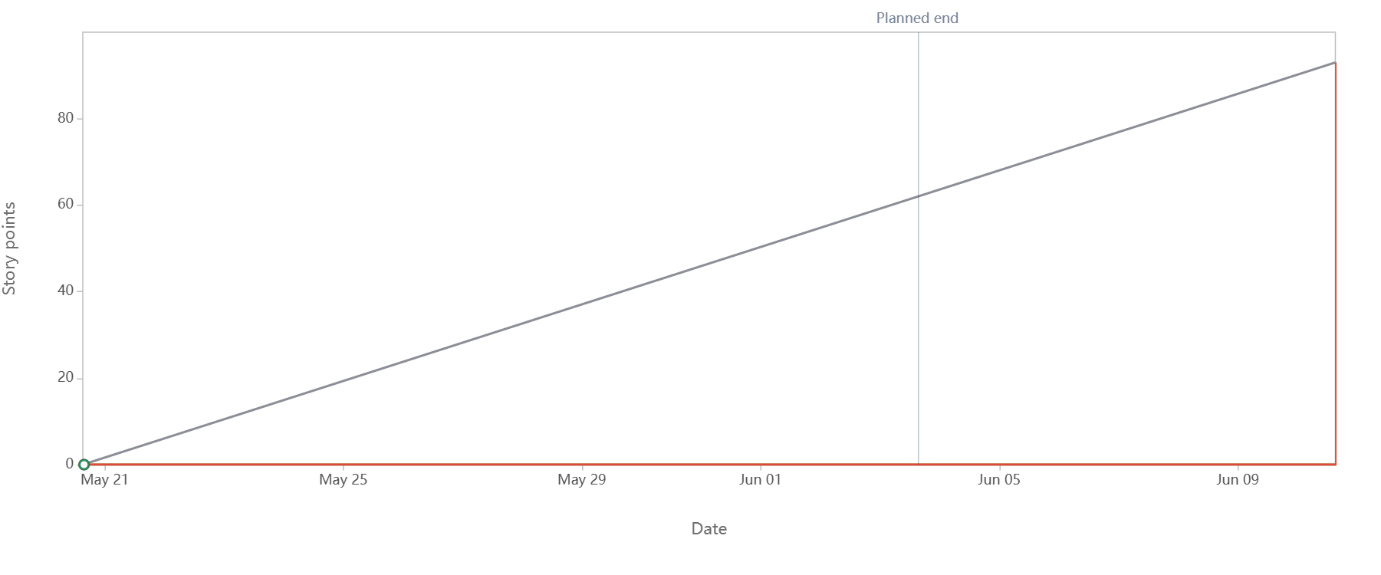 Planned end
80
60
40
20
0
Story points
May 21
May 25
May 29
Jun 01
Jun 05
Jun 09
Date